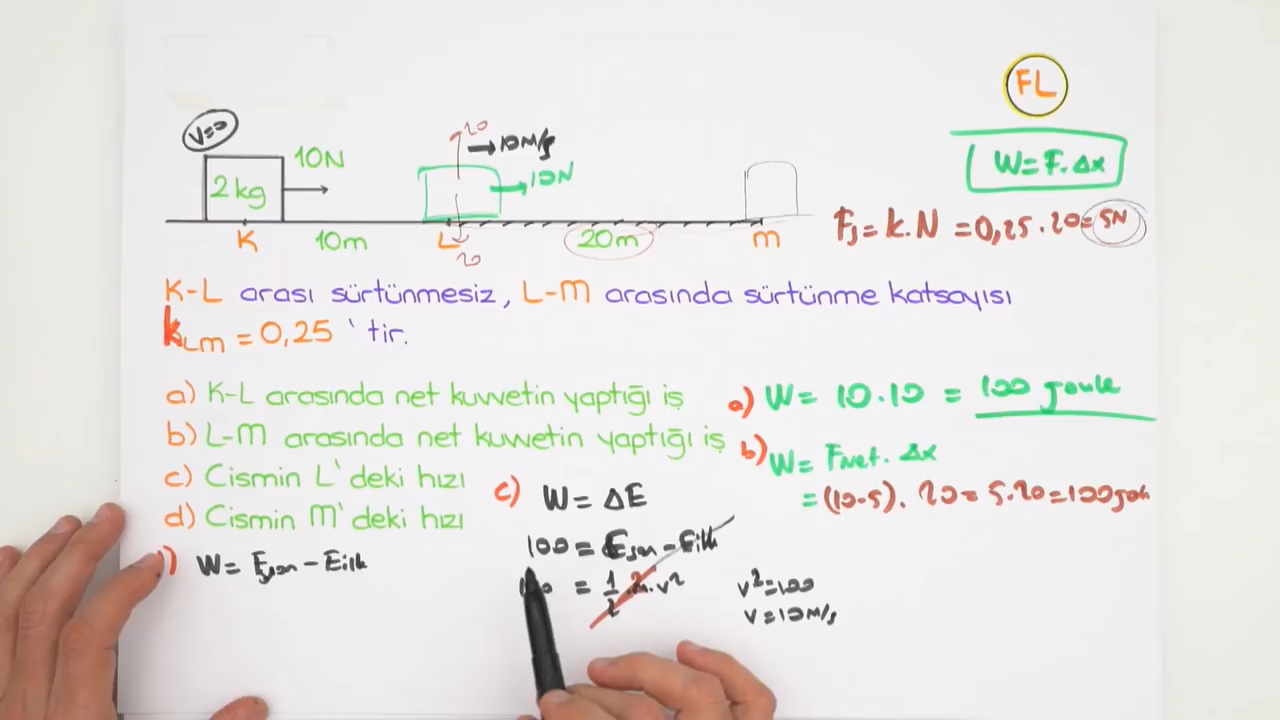 FL
W=F.Δx
V=0
20
10M/s
10N
2kg
10N
K 10m L 20m m
20
Fs=k.N=0,25.20=5N
K-L arası sürtünmesiz, L-M arasında sürtünme katsayısı
kLm=0,25 'tir.
a) K-L arasında net kuvvetin yaptığı iş
b) L-M arasında net kuvvetin yaptığı iş
c) Cismin L'deki hızı
d) Cismin M'deki hızı
) W= Eson - Eilk
a) W= 10.10 = 100 joule
b) W= Fnet. Δx
= (10-5). 20=5.20=100
c) W=ΔE
100= Eson-Eilk
= 1/2 .2.v²
v²=100
v=10M/s